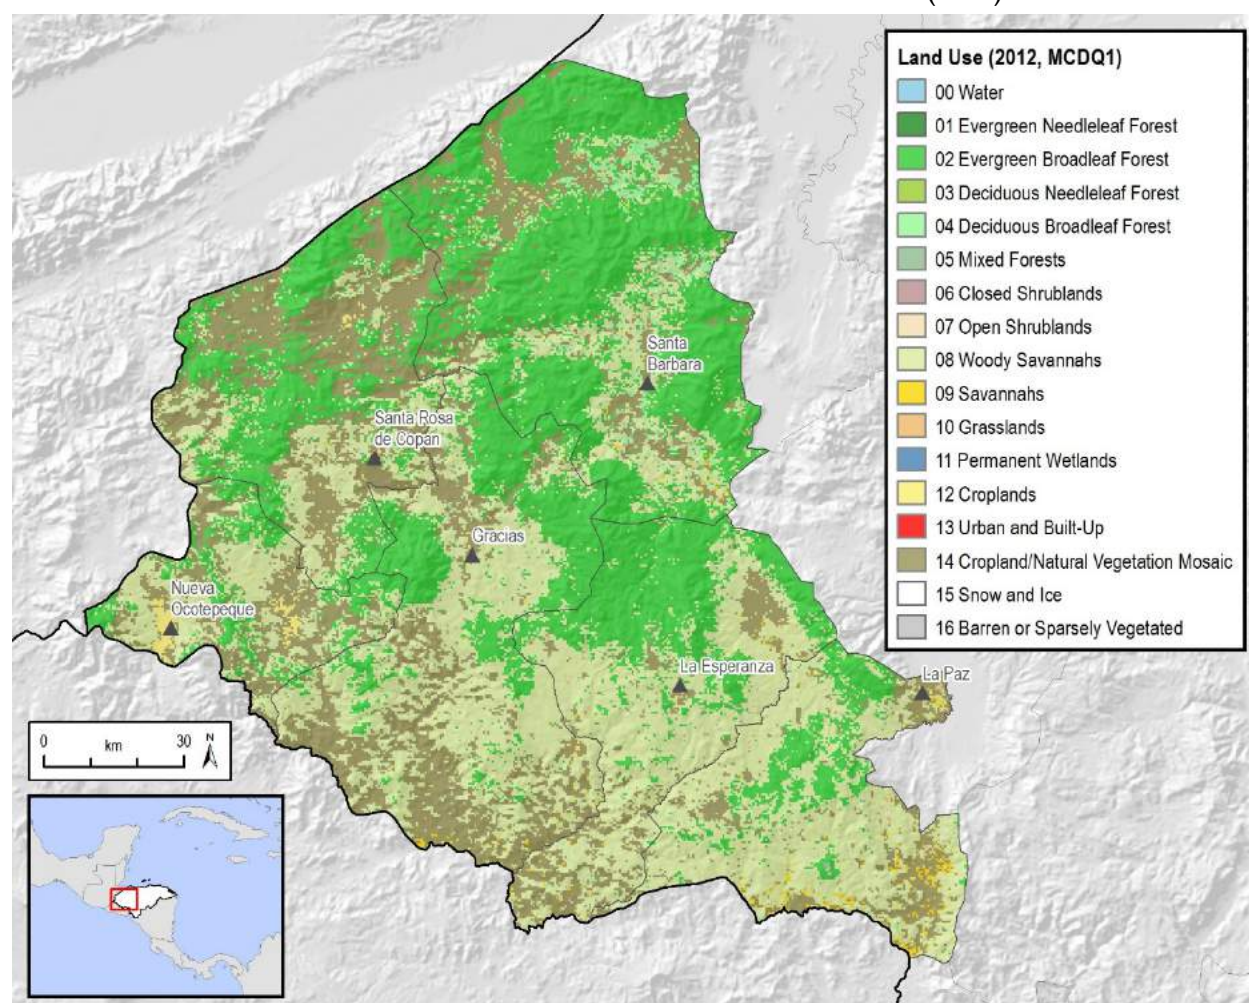 Land Use (2012, MCDQ1)
00 Water
01 Evergreen Needleleaf Forest
02 Evergreen Broadleaf Forest
03 Deciduous Needleleaf Forest
04 Deciduous Broadleaf Forest
05 Mixed Forests
06 Closed Shrublands
07 Open Shrublands
08 Woody Savannahs
09 Savannahs
10 Grasslands
11 Permanent Wetlands
12 Croplands
13 Urban and Built-Up
14 Cropland/Natural Vegetation Mosaic
15 Snow and Ice
16 Barren or Sparsely Vegetated
Santa
Barbara
Santa Rosa
de Copan
Gracias
Nueva
Ocotepeque
La Esperanza
La Paz
0 km 30 N